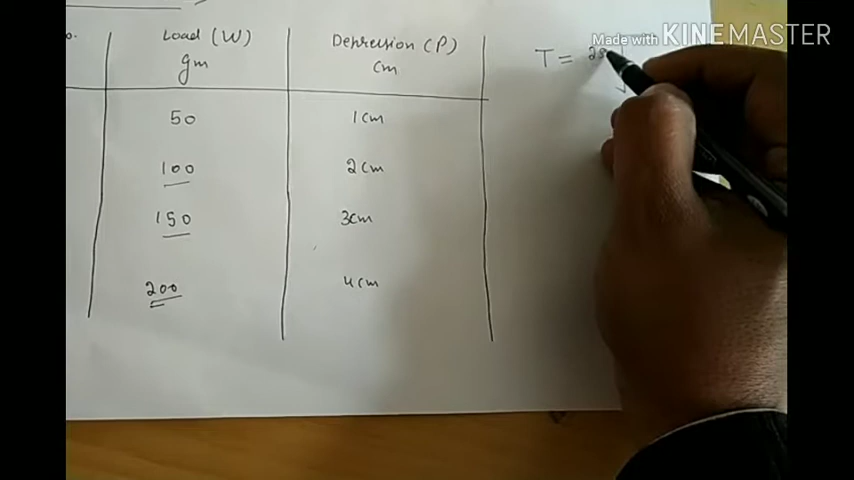 Made with KINEMASTER
o. Load (W) Depression (P)
gm cm
T =
50 1cm
100 2cm
150 3cm
200 4cm